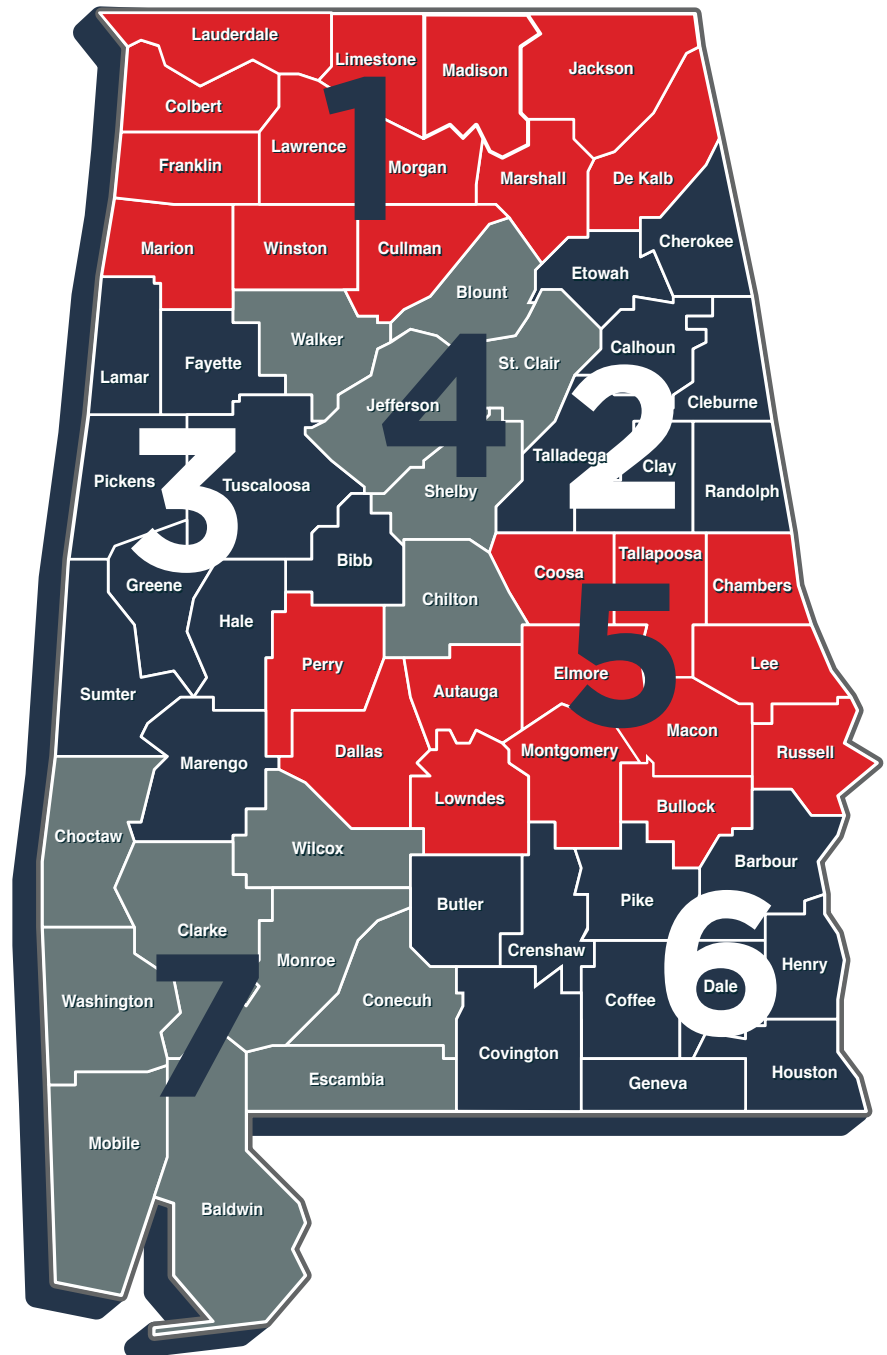 Lauderdale
Limestone
Madison
Jackson
Colbert
1
Lawrence
Franklin
Morgan
Marshall
De Kalb
Marion
Winston
Cullman
Cherokee
Etowah
Blount
Walker
Calhoun
St. Clair
Fayette
Lamar
Jefferson
4
2
Cleburne
Talladega
Clay
Pickens
3
Tuscaloosa
Shelby
Randolph
Tallapoosa
Bibb
Coosa
Greene
Chambers
Chilton
Hale
5
Perry
Lee
Elmore
Autauga
Sumter
Macon
Dallas
Montgomery
Russell
Marengo
Lowndes
Bullock
Choctaw
Wilcox
Barbour
Pike
Butler
Clarke
Crenshaw
6
Monroe
Henry
Dale
Washington
7
Conecuh
Coffee
Covington
Houston
Escambia
Geneva
Mobile
Baldwin